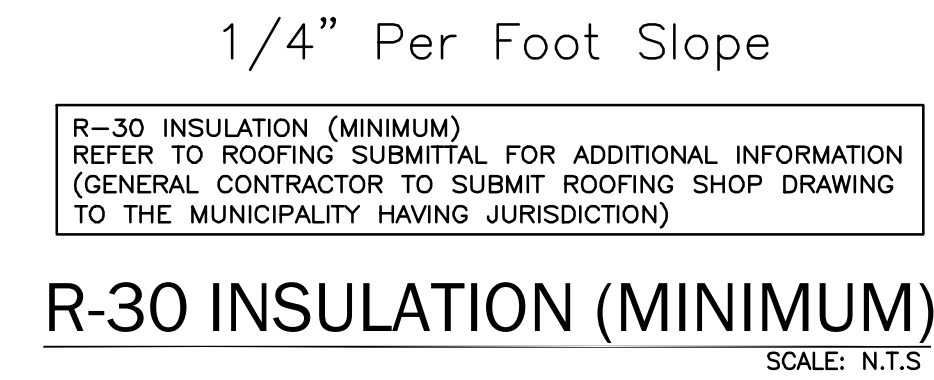 1/4” Per Foot Slope
R-30 INSULATION (MINIMUM)
REFER TO ROOFING SUBMITTAL FOR ADDITIONAL INFORMATION
(GENERAL CONTRACTOR TO SUBMIT ROOFING SHOP DRAWING
TO THE MUNICIPALITY HAVING JURISDICTION)
R-30 INSULATION (MINIMUM)
SCALE: N.T.S